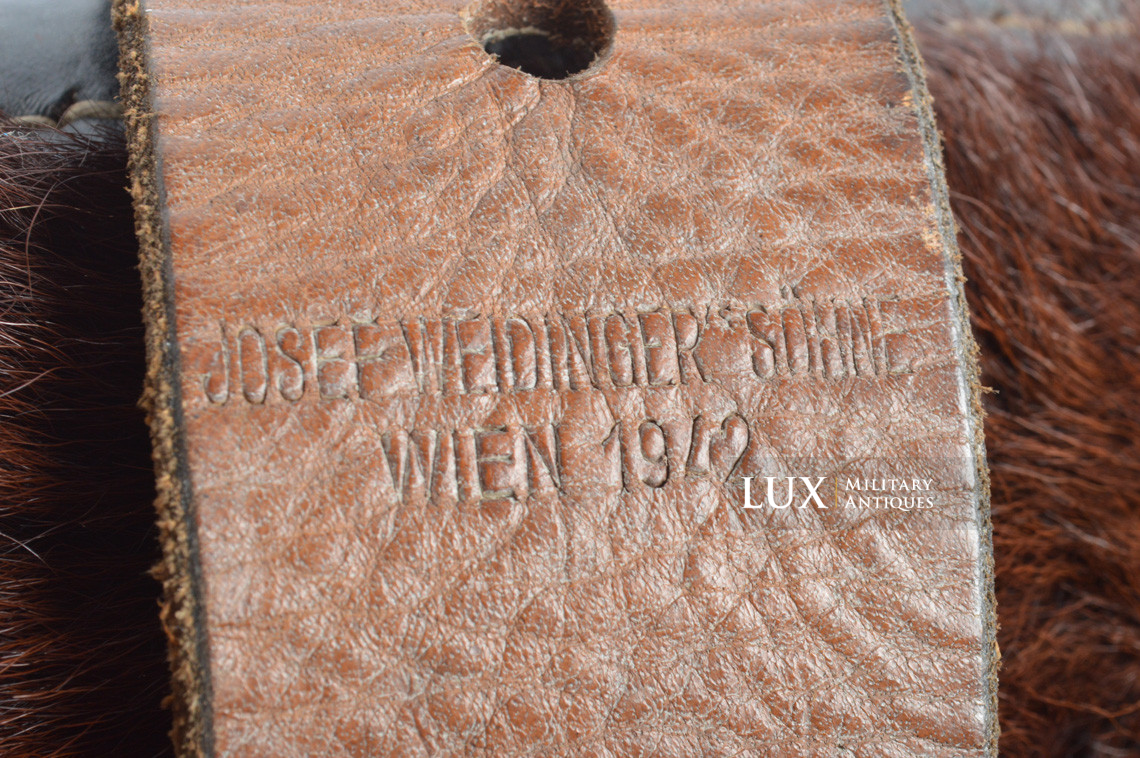 JOSEF WEIDINGER'S SÖHNE
WIEN 1942
LUX MILITARY
ANTIQUES